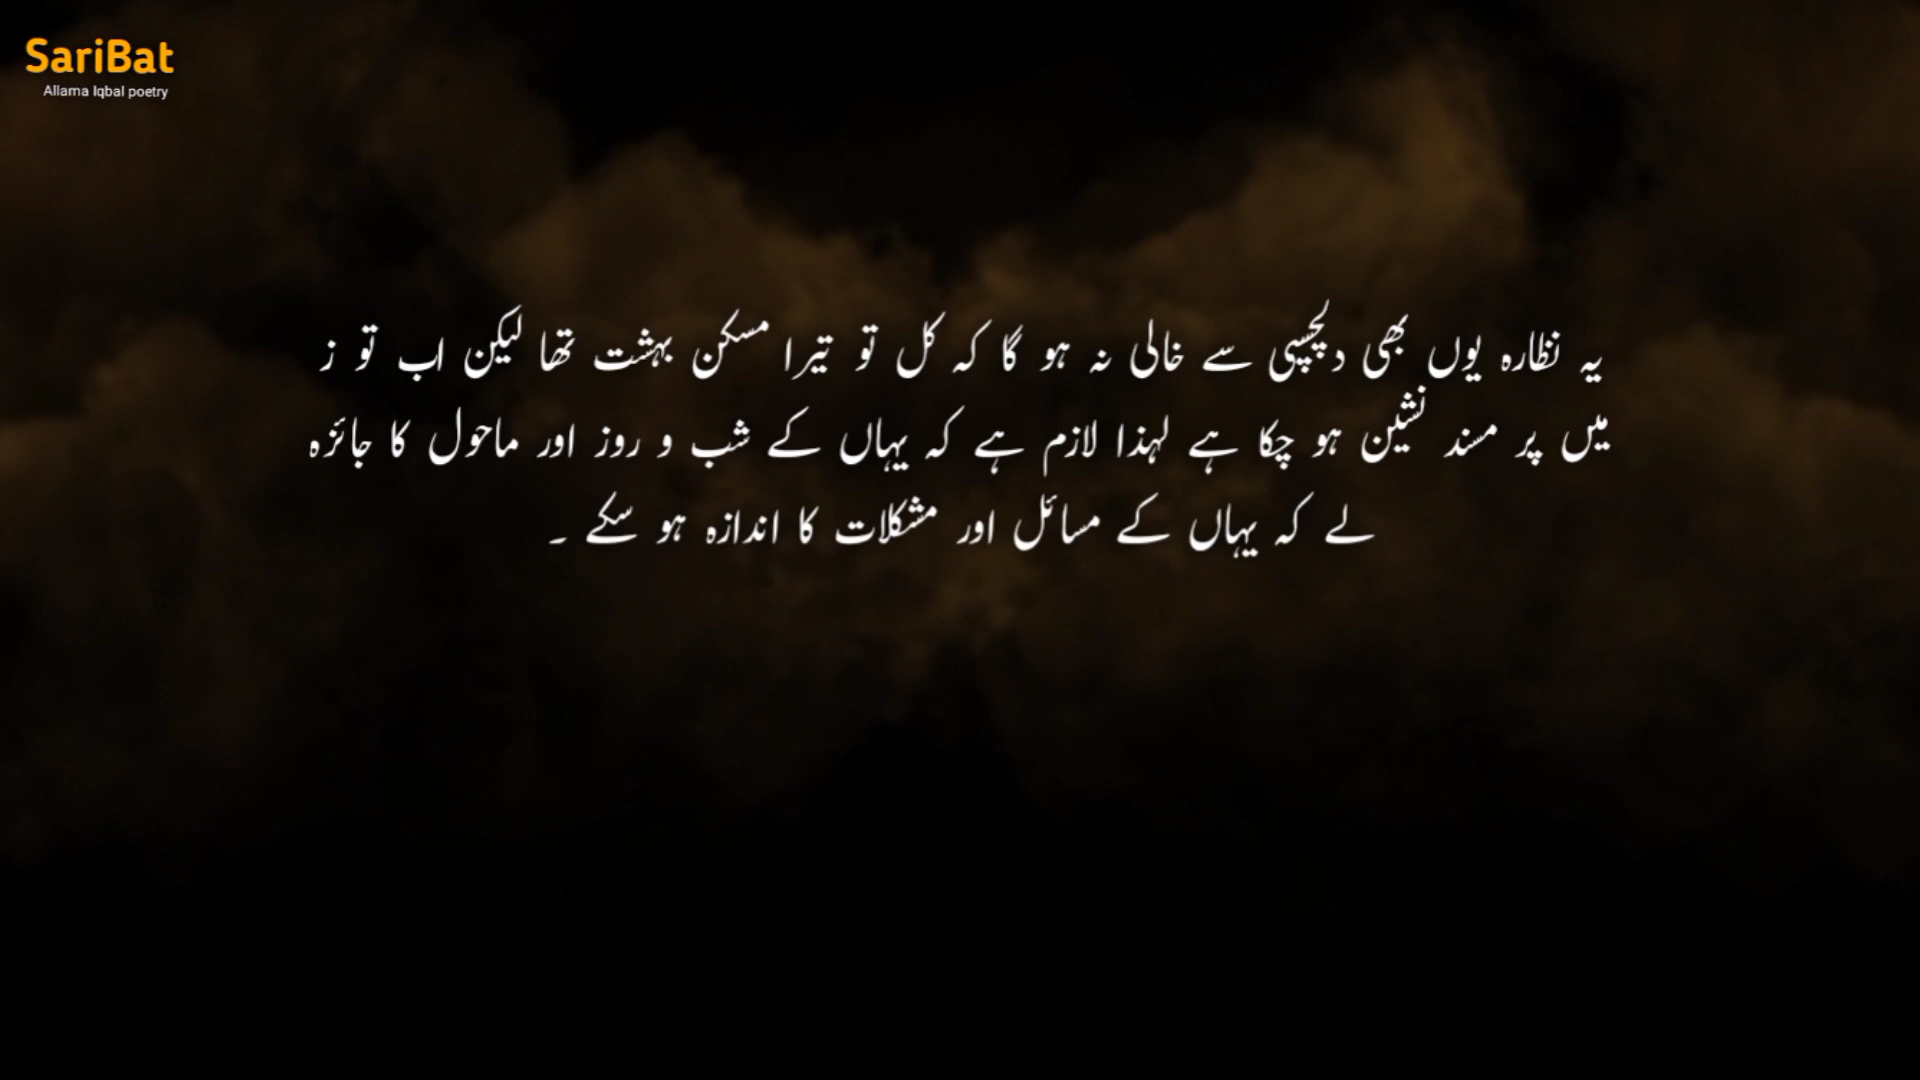 SariBat
Allama Iqbal poetry
یہ نظارہ یوں بھی دلچسپی سے خالی نہ ہو گا کہ کل تو تیرا مسکن بہشت تھا لیکن اب تو ز
میں پر مسند نشین ہو چکا ہے لہذا لازم ہے کہ یہاں کے شب و روز اور ماحول کا جائزہ
لے کہ یہاں کے مسائل اور مشکلات کا اندازہ ہو سکے ۔